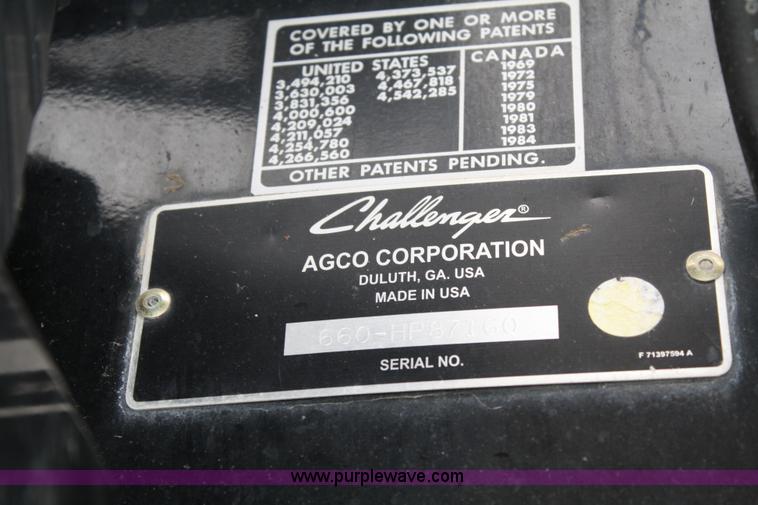 COVERED BY ONE OR MORE
OF THE FOLLOWING PATENTS
UNITED STATES
3,494,210
3,630,003
3,831,356
4,000,600
4,209,024
4,211,057
4,254,780
4,266,560
4,373,537
4,467,818
4,542,285
CANADA
1969
1972
1975
1979
1980
1981
1983
1984
OTHER PATENTS PENDING.
Challenger®
AGCO CORPORATION
DULUTH, GA. USA
MADE IN USA
660-HP87160
SERIAL NO.
F 71397594 A
www.purplewave.com